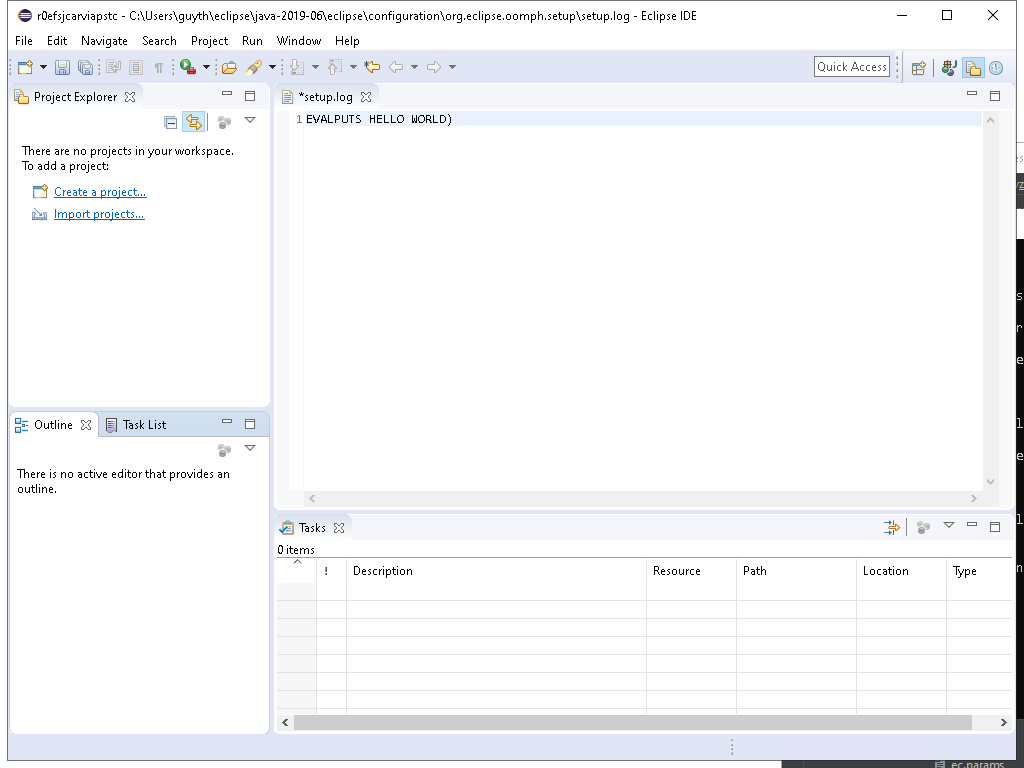 r0efsjcarviapstc - C:\Users\guyth\eclipse\java-2019-06\eclipse\configuration\org.eclipse.oomph.setup\setup.log - Eclipse IDE
File Edit Navigate Search Project Run Window Help
Quick Access
Project Explorer
*setup.log
1 EVALPUTS HELLO WORLD)
There are no projects in your workspace.
To add a project:
Create a project...
Import projects...
Outline
Task List
There is no active editor that provides an
outline.
Tasks
0 items
! Description Resource Path Location Type
ec.params